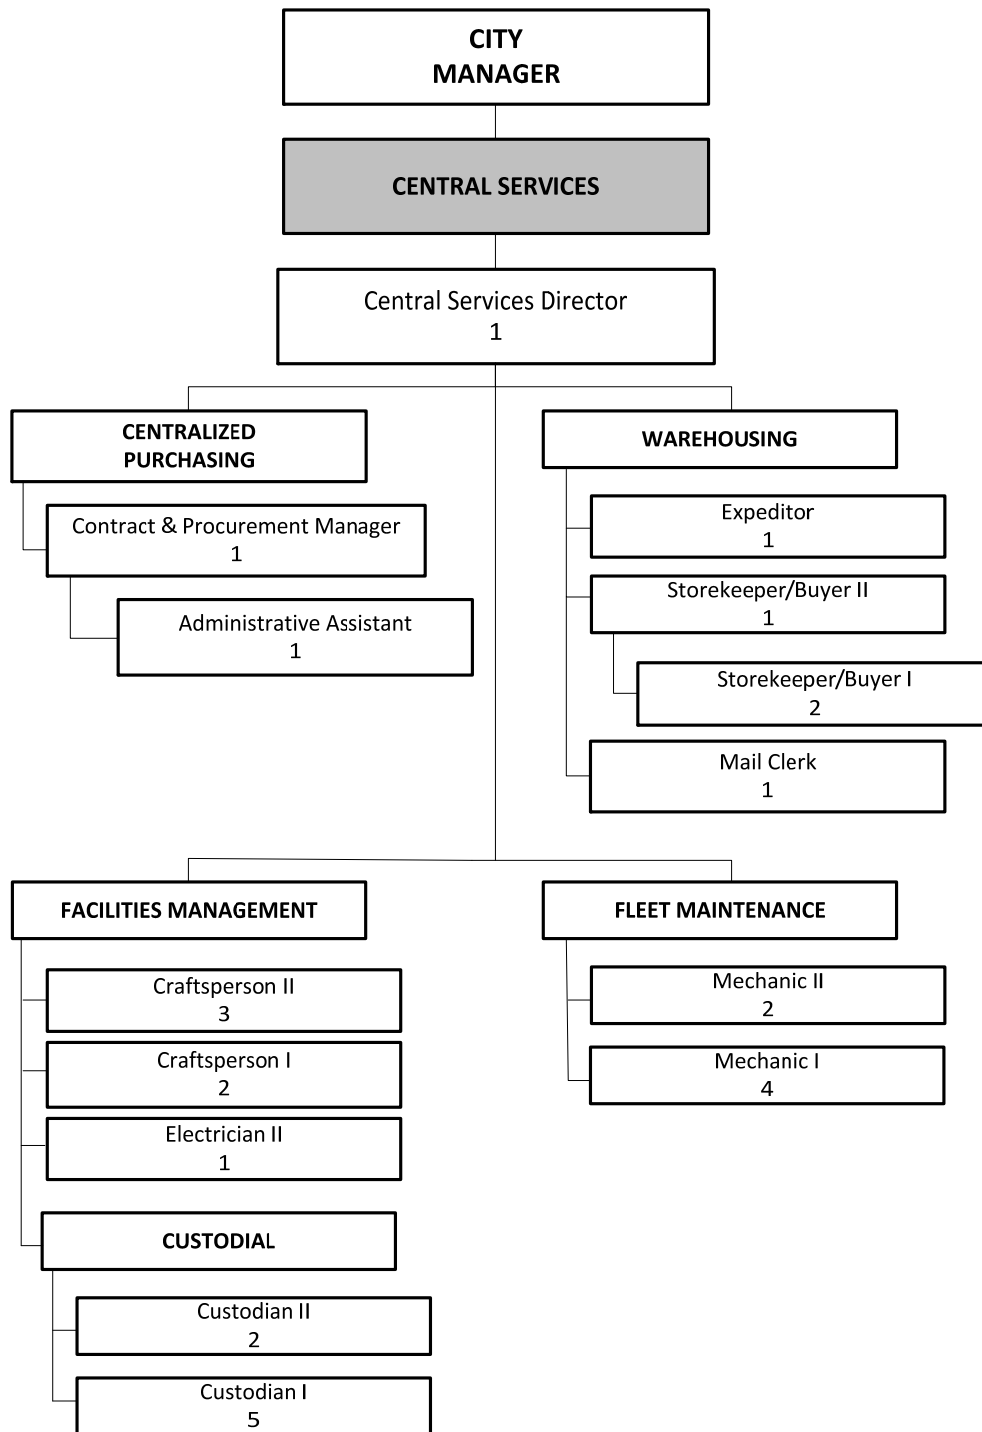 CITY
MANAGER
CENTRAL SERVICES
Central Services Director
1
CENTRALIZED
PURCHASING
Contract & Procurement Manager
1
Administrative Assistant
1
WAREHOUSING
Expeditor
1
Storekeeper/Buyer II
1
Storekeeper/Buyer I
2
Mail Clerk
1
FACILITIES MANAGEMENT
Craftsperson II
3
Craftsperson I
2
Electrician II
1
CUSTODIAL
Custodian II
2
Custodian I
5
FLEET MAINTENANCE
Mechanic II
2
Mechanic I
4